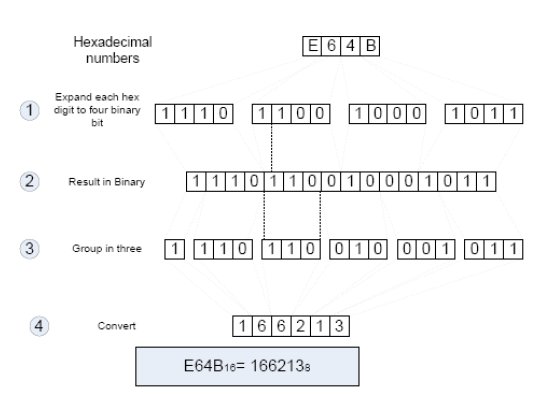 Hexadecimal
numbers
E 6 4 B
1
Expand each hex
digit to four binary
bit
1 1 1 0 1 1 0 0 1 0 0 0 1 0 1 1
2
Result in Binary
1 1 1 0 1 1 0 0 1 0 0 0 1 0 1 1
3
Group in three
1 1 1 0 1 1 0 0 1 0 0 0 1 0 1 1
4
Convert
1 6 6 2 1 3
E64B₁₆= 166213₈